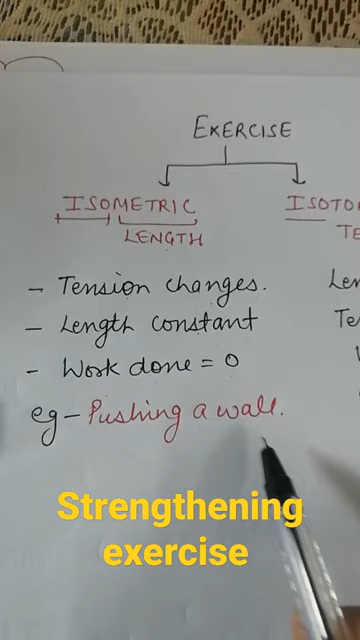 EXERCISE
ISOMETRIC
LENGTH
- Tension changes.
- Length constant
- Work done = 0
eg - Pushing a wall.
Strengthening
exercise